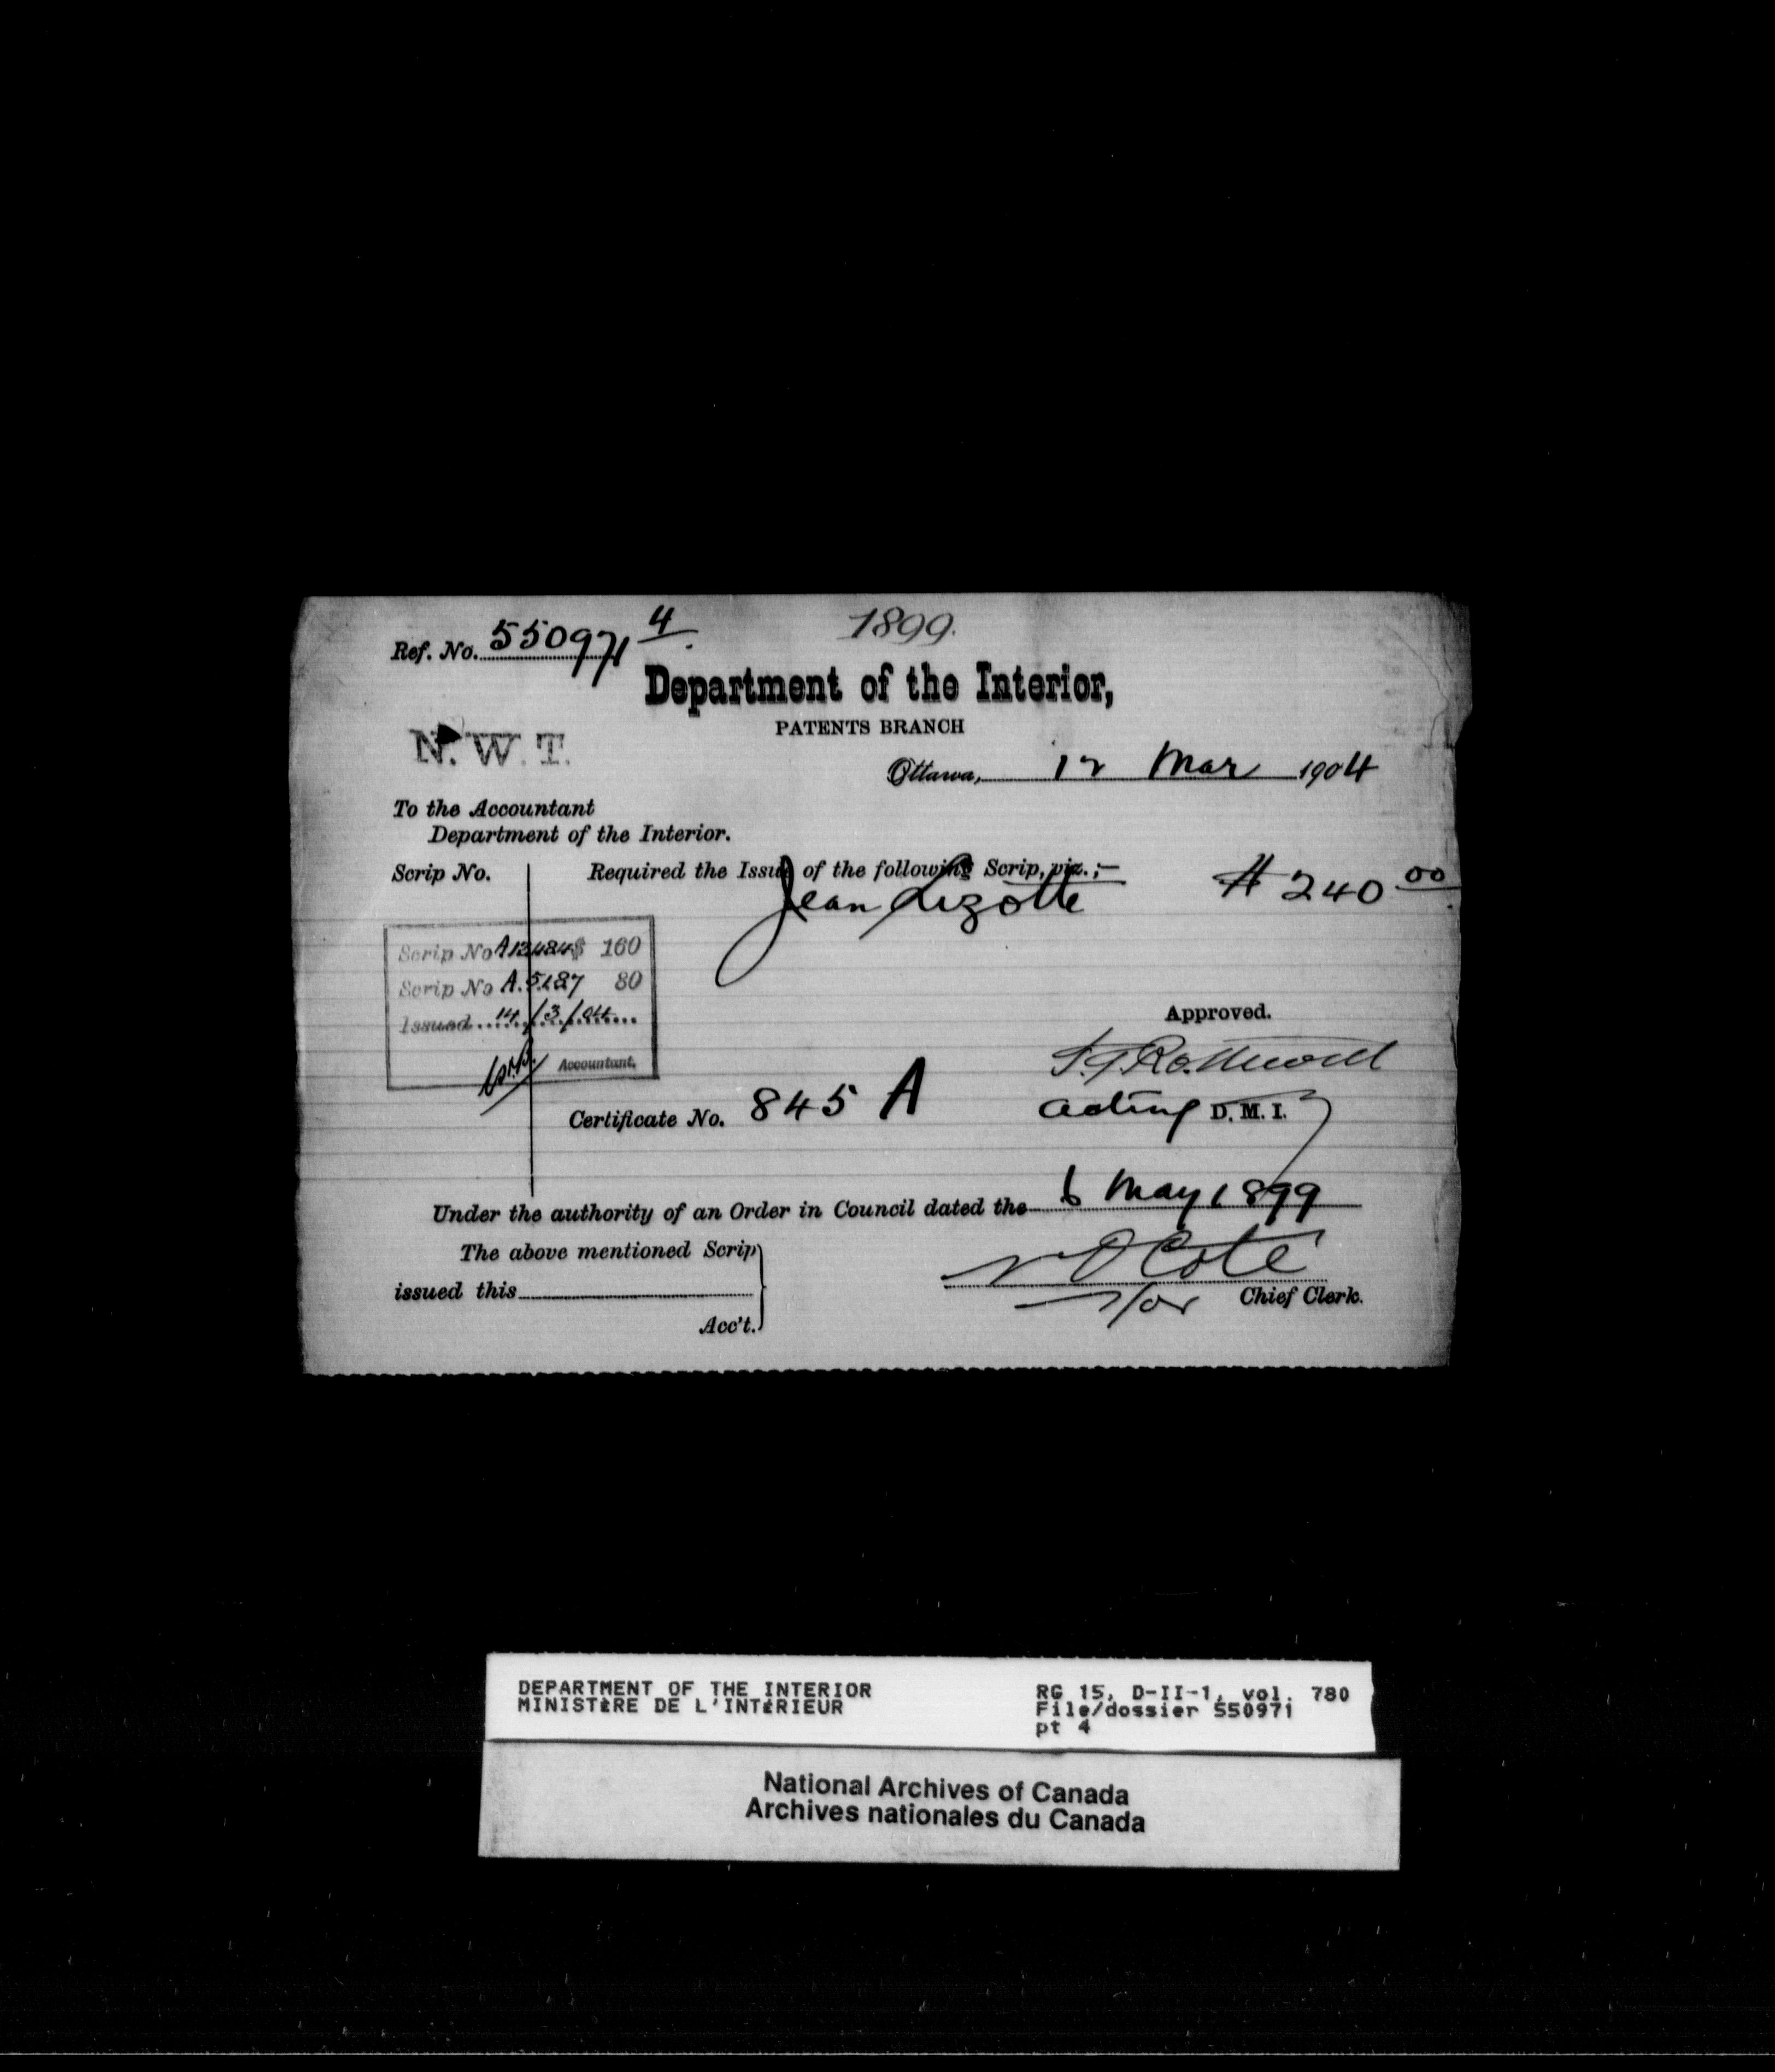 Ref. No. 550971 4
1899.
Department of the Interior,
PATENTS BRANCH
N.W.T.
Ottawa, 12 Mar 1904
To the Accountant
Department of the Interior.
Scrip No. Required the Issue of the following Scrip, viz.:—
Jean Lizotte $240 00
Scrip No A 12484 $ 160
Scrip No A. 5187 80
Issued 14/3/04
Accountant.
Approved.
acting D. M. I.
Certificate No. 845 A
Under the authority of an Order in Council dated the 6 May 1899
The above mentioned Scrip
issued this
Acc't.
N O Coté
for Chief Clerk.
DEPARTMENT OF THE INTERIOR
MINISTÈRE DE L'INTÉRIEUR
RG 15, D-II-1, vol. 780
File/dossier 550971
pt 4
National Archives of Canada
Archives nationales du Canada